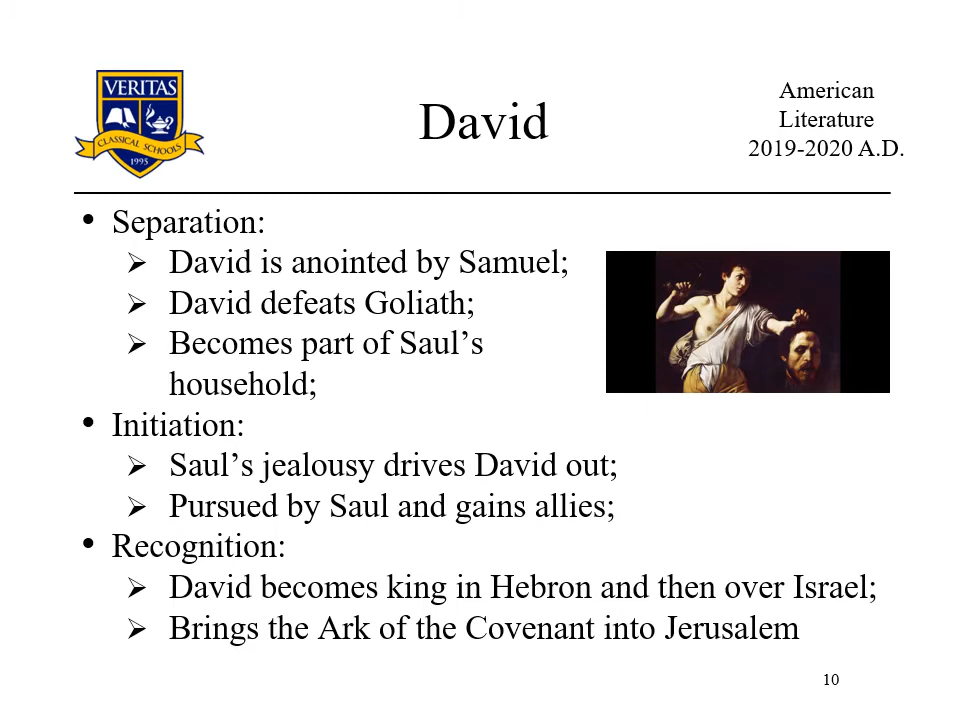 VERITAS
CLASSICAL SCHOOLS
1995
David
American
Literature
2019-2020 A.D.
• Separation:
➢ David is anointed by Samuel;
➢ David defeats Goliath;
➢ Becomes part of Saul’s
household;
• Initiation:
➢ Saul’s jealousy drives David out;
➢ Pursued by Saul and gains allies;
• Recognition:
➢ David becomes king in Hebron and then over Israel;
➢ Brings the Ark of the Covenant into Jerusalem
10